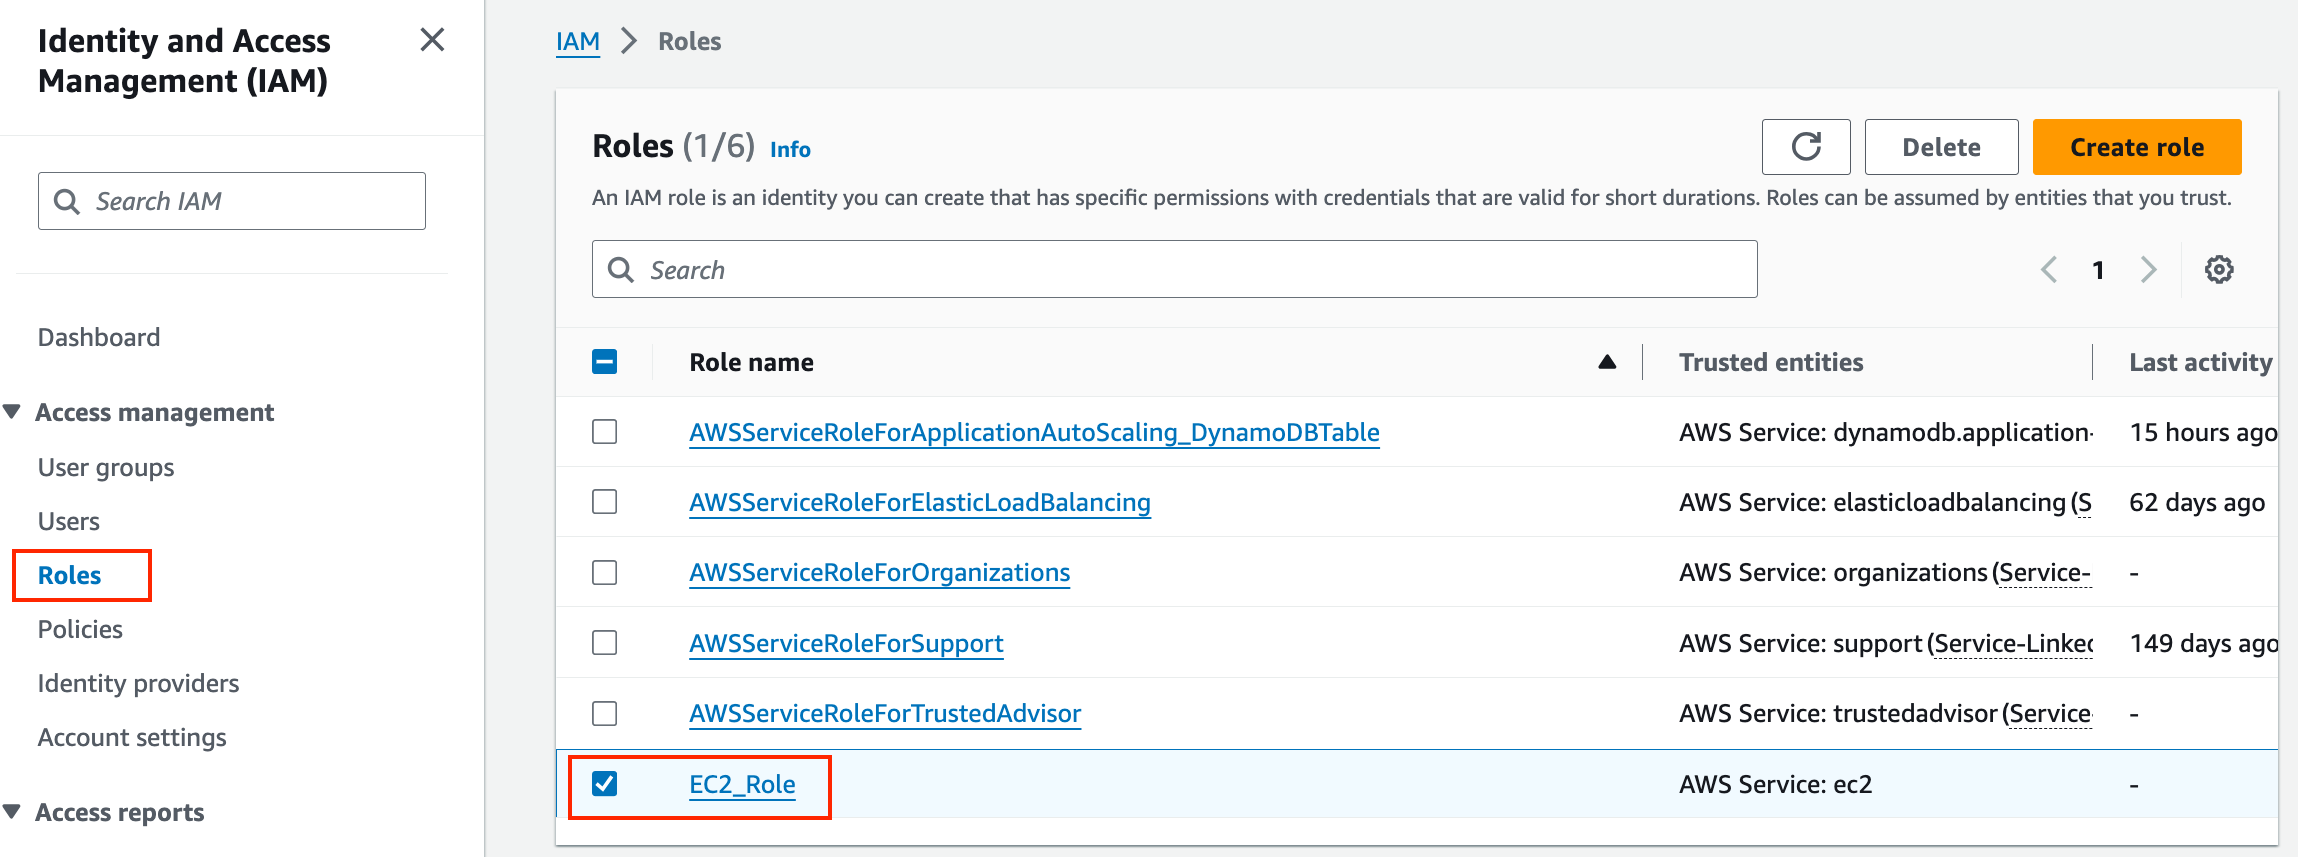 Identity and Access
Management (IAM)
Search IAM
Dashboard
Access management
User groups
Users
Roles
Policies
Identity providers
Account settings
Access reports
IAM > Roles
Roles (1/6) Info
Delete
Create role
An IAM role is an identity you can create that has specific permissions with credentials that are valid for short durations. Roles can be assumed by entities that you trust.
Search
1
Role name Trusted entities Last activity
AWSServiceRoleForApplicationAutoScaling_DynamoDBTable AWS Service: dynamodb.application- 15 hours ago
AWSServiceRoleForElasticLoadBalancing AWS Service: elasticloadbalancing (S 62 days ago
AWSServiceRoleForOrganizations AWS Service: organizations (Service- -
AWSServiceRoleForSupport AWS Service: support (Service-Linked 149 days ago
AWSServiceRoleForTrustedAdvisor AWS Service: trustedadvisor (Service- -
EC2_Role AWS Service: ec2 -